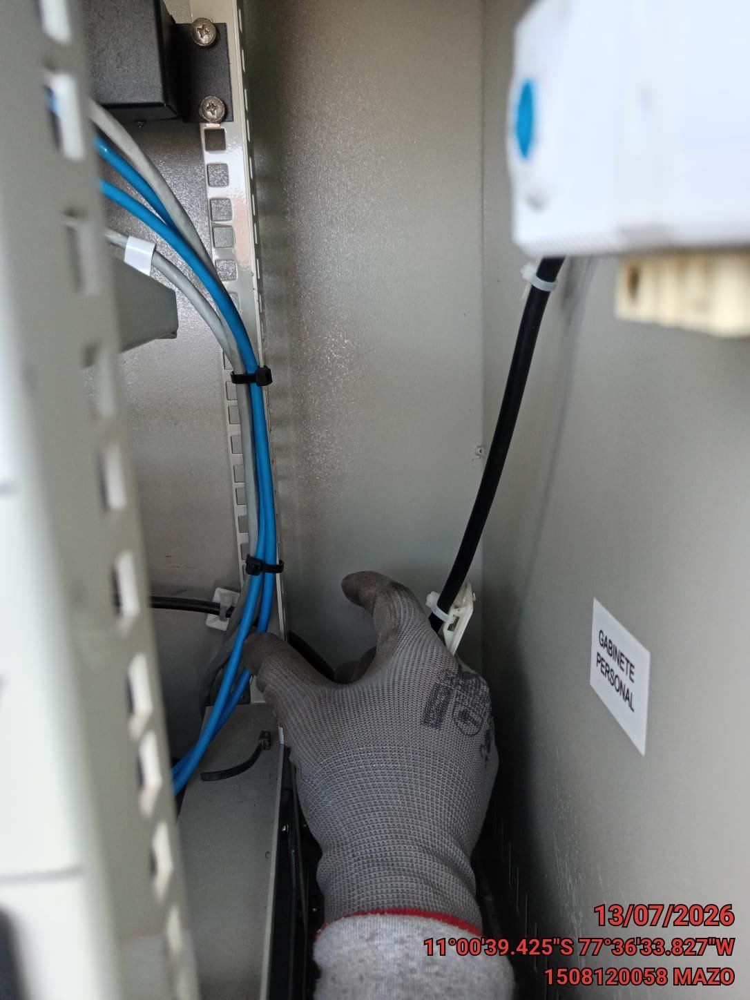 GABINETE
PERSONAL
13/07/2026
11°00'39.425"S 77°36'33.827"W
1508120058 MAZO